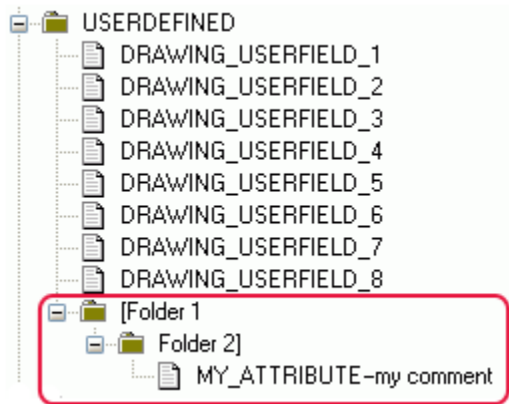 USERDEFINED
DRAWING_USERFIELD_1
DRAWING_USERFIELD_2
DRAWING_USERFIELD_3
DRAWING_USERFIELD_4
DRAWING_USERFIELD_5
DRAWING_USERFIELD_6
DRAWING_USERFIELD_7
DRAWING_USERFIELD_8
[Folder 1
Folder 2]
MY_ATTRIBUTE–my comment